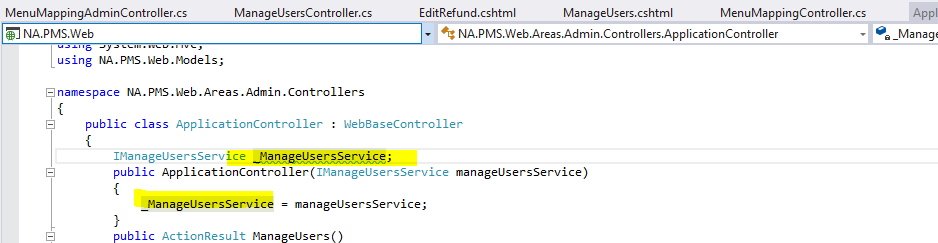 MenuMappingAdminController.cs ManageUsersController.cs EditRefund.cshtml ManageUsers.cshtml MenuMappingController.cs Appl
NA.PMS.Web NA.PMS.Web.Areas.Admin.Controllers.ApplicationController _Manage
using System.Web.Mvc;
using NA.PMS.Web.Models;
namespace NA.PMS.Web.Areas.Admin.Controllers
{
public class ApplicationController : WebBaseController
{
IManageUsersService _ManageUsersService;
public ApplicationController(IManageUsersService manageUsersService)
{
_ManageUsersService = manageUsersService;
}
public ActionResult ManageUsers()